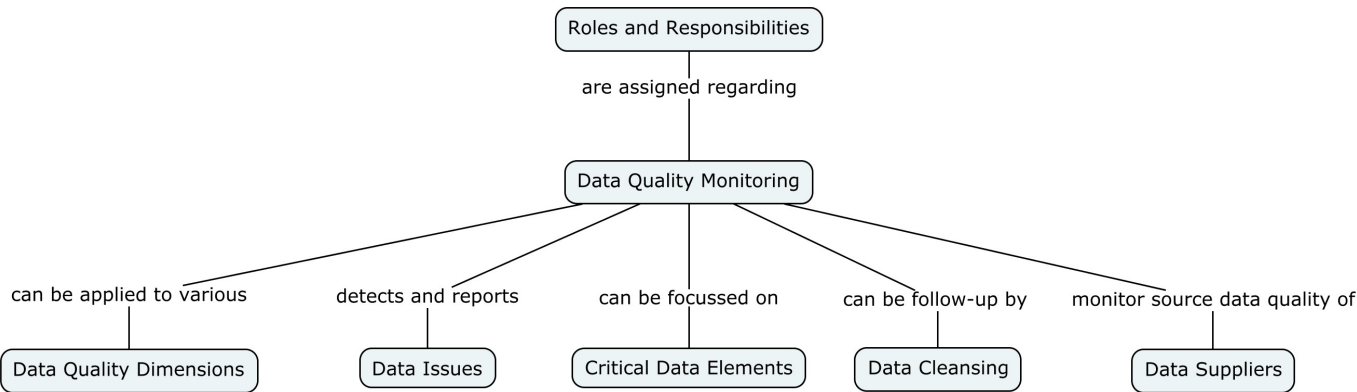 Roles and Responsibilities
are assigned regarding
Data Quality Monitoring
can be applied to various
detects and reports
can be focussed on
can be follow-up by
monitor source data quality of
Data Quality Dimensions
Data Issues
Critical Data Elements
Data Cleansing
Data Suppliers